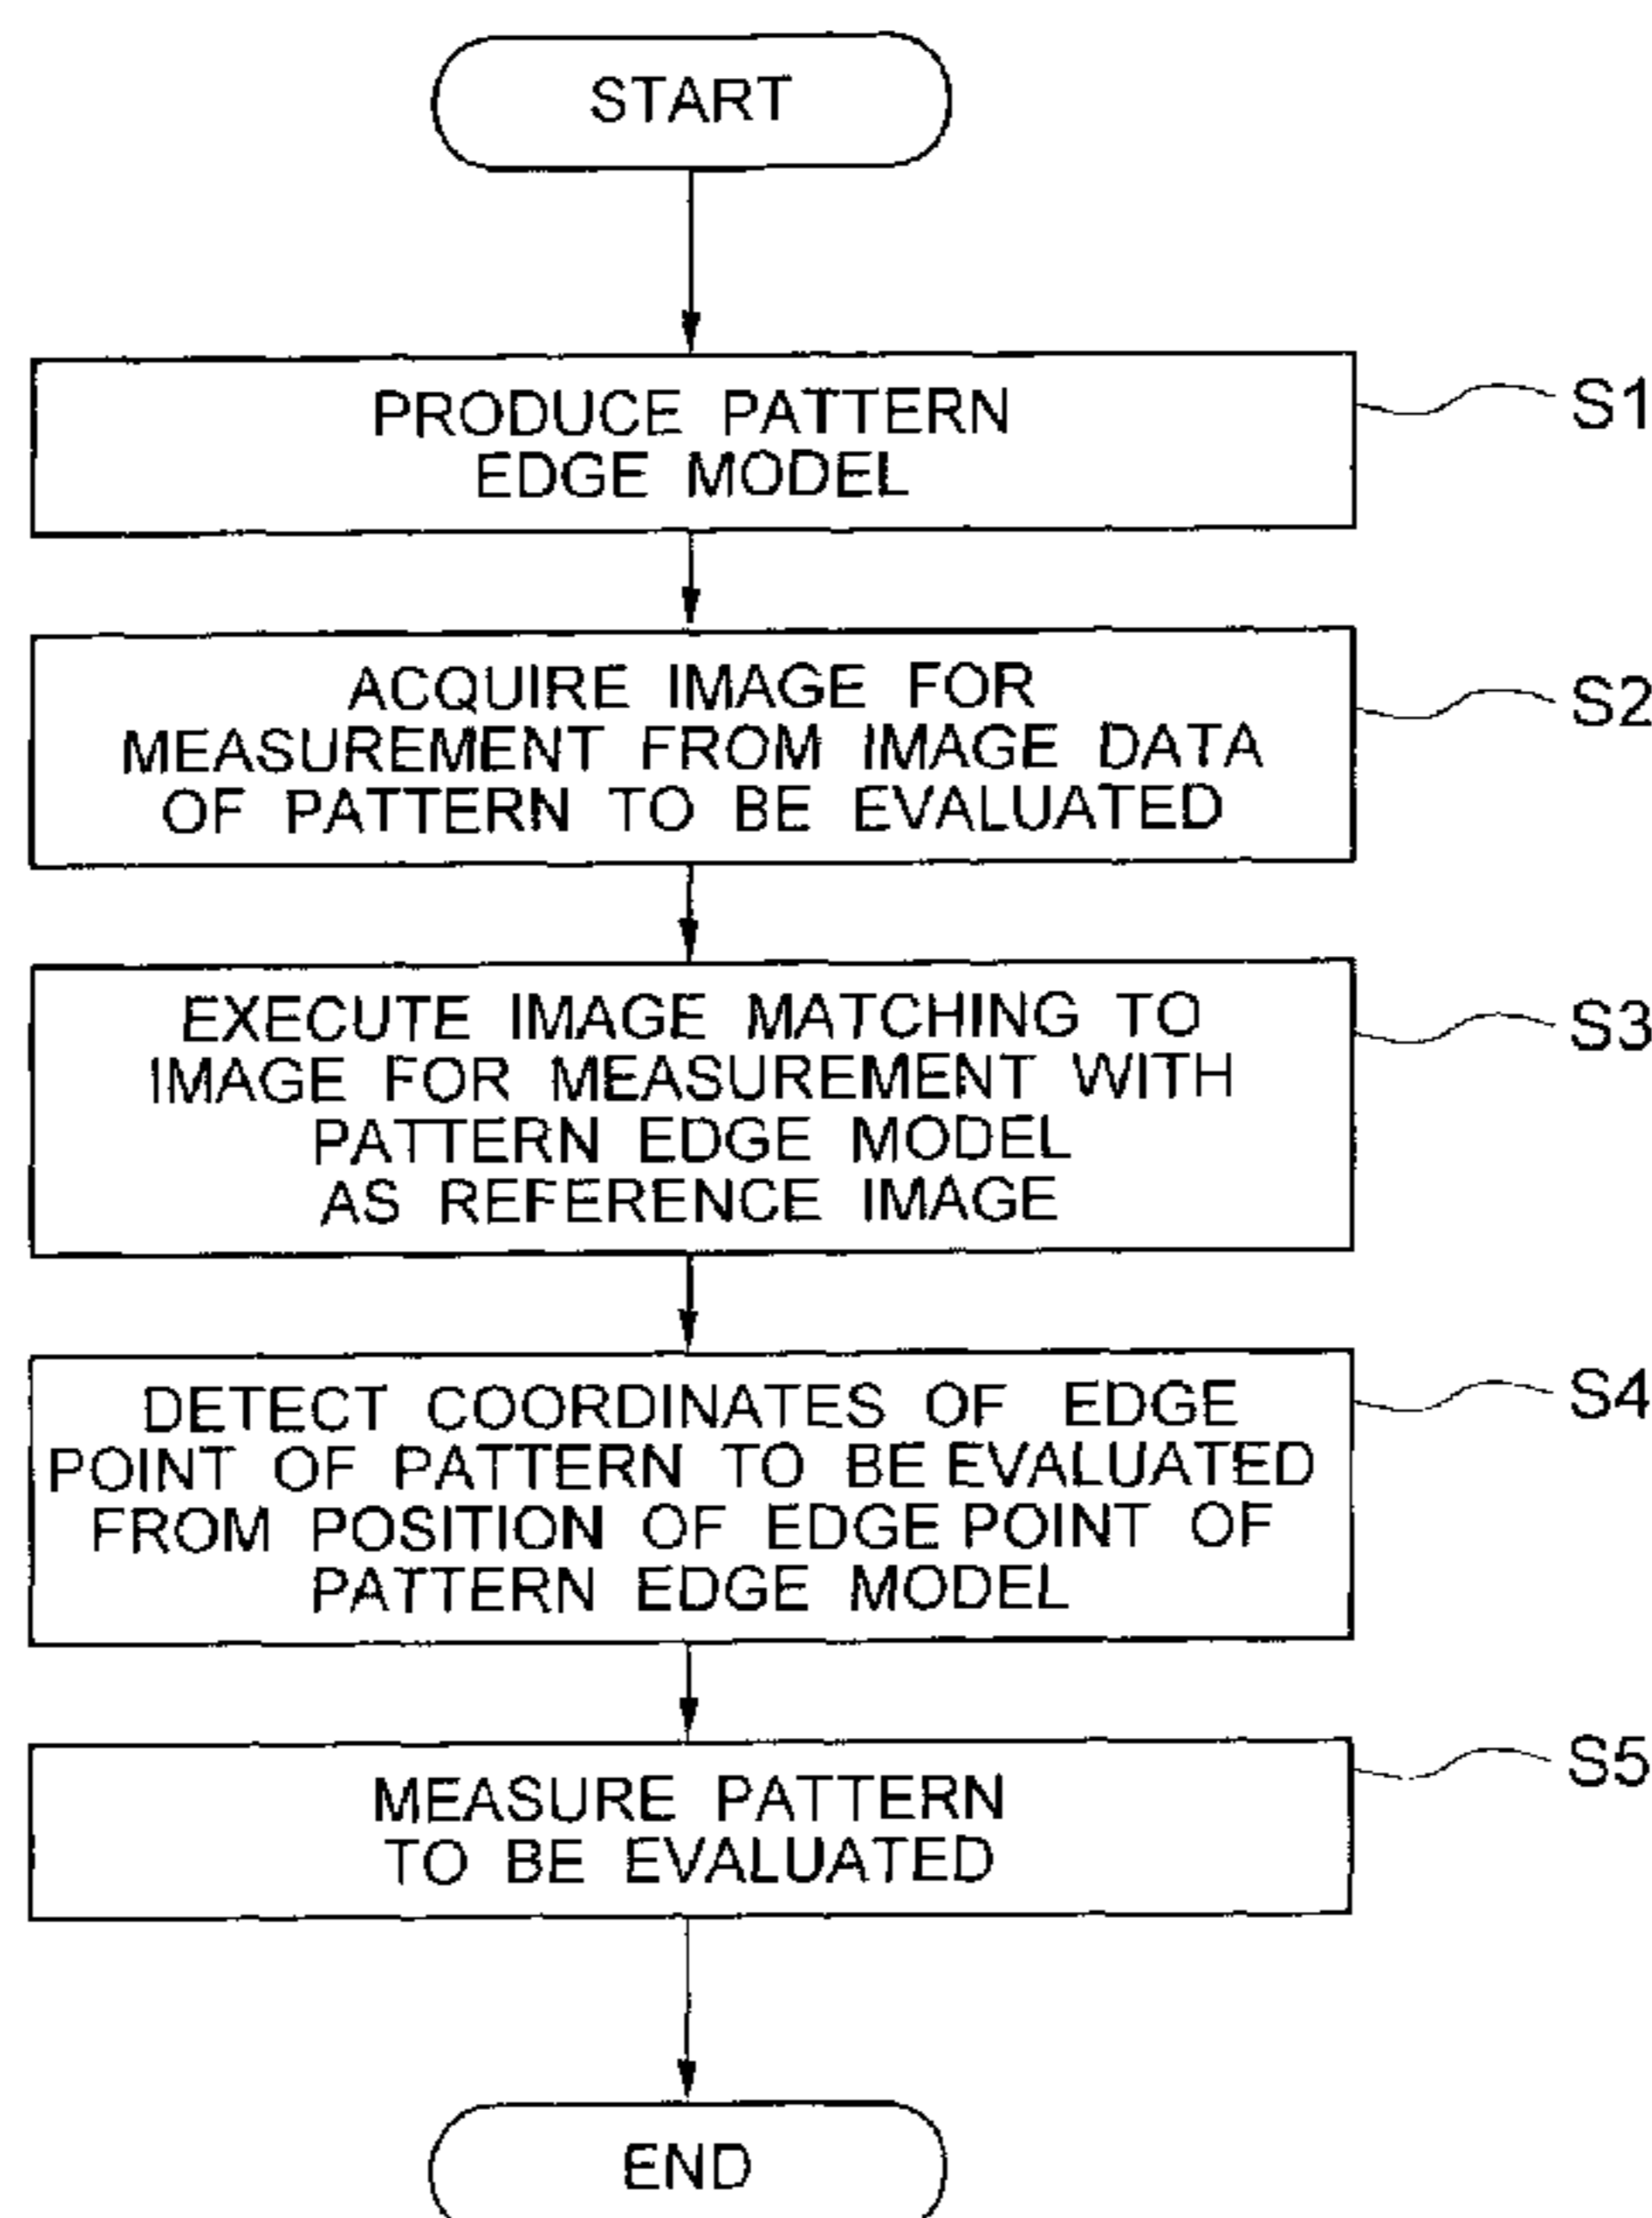 START
PRODUCE PATTERN
EDGE MODEL
S1
ACQUIRE IMAGE FOR
MEASUREMENT FROM IMAGE DATA
OF PATTERN TO BE EVALUATED
S2
EXECUTE IMAGE MATCHING TO
IMAGE FOR MEASUREMENT WITH
PATTERN EDGE MODEL
AS REFERENCE IMAGE
S3
DETECT COORDINATES OF EDGE
POINT OF PATTERN TO BE EVALUATED
FROM POSITION OF EDGE POINT OF
PATTERN EDGE MODEL
S4
MEASURE PATTERN
TO BE EVALUATED
S5
END